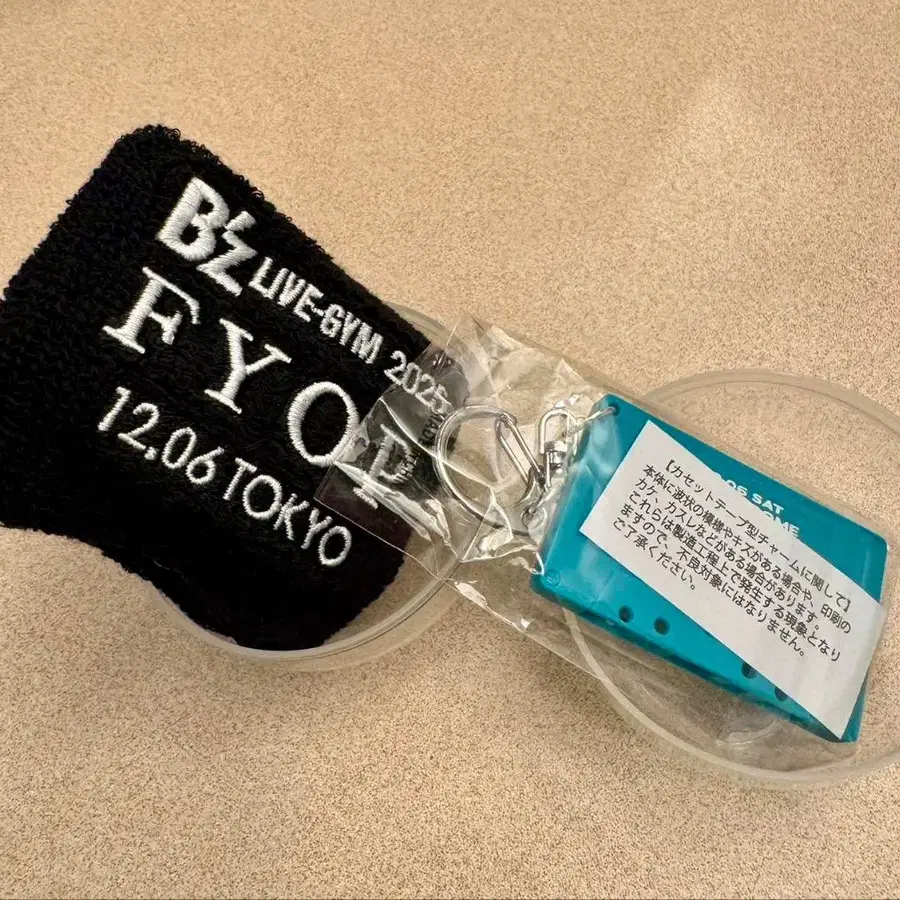 B'z LIVE-GYM 2025
FYOP
12.06 TOKYO
06 SAT
OME
【カセットテープ型チャームに関して】
本体に波状の模様やキズがある場合や、印刷の
カケ、カスレなどがある場合があります。
これらは製造工程上で発生する現象となり
ますので、不良対象にはなりません。
ご了承ください。